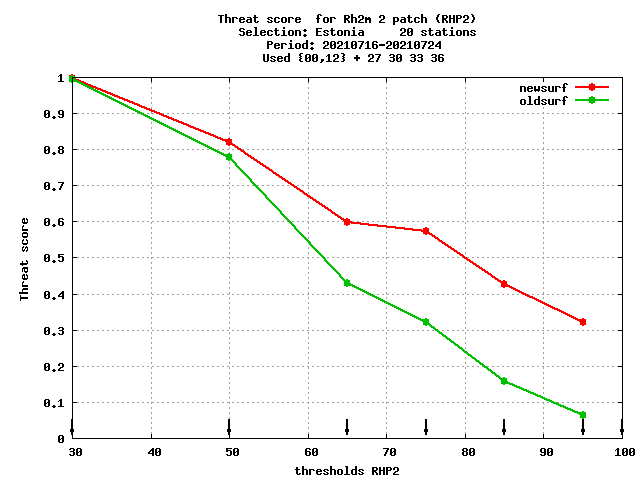 Threat score  for Rh2m 2 patch (RHP2)
Selection: Estonia     20 stations
Period: 20210716-20210724
Used {00,12} + 27 30 33 36
newsurf
oldsurf
1
0.9
0.8
0.7
0.6
0.5
0.4
0.3
0.2
0.1
0
Threat score
30 40 50 60 70 80 90 100
thresholds RHP2